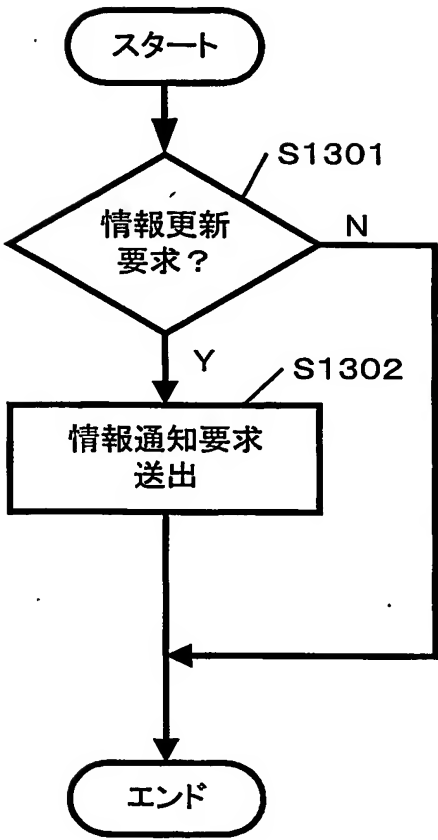 スタート
S1301
情報更新
要求?
N
Y
S1302
情報通知要求
送出
エンド